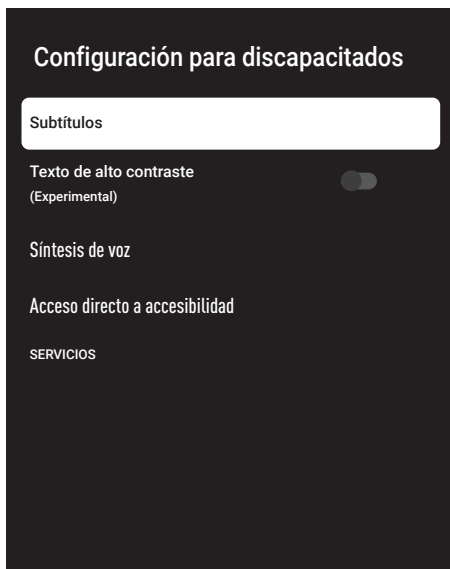 Configuración para discapacitados
Subtítulos
Texto de alto contraste
(Experimental)
Síntesis de voz
Acceso directo a accesibilidad
SERVICIOS